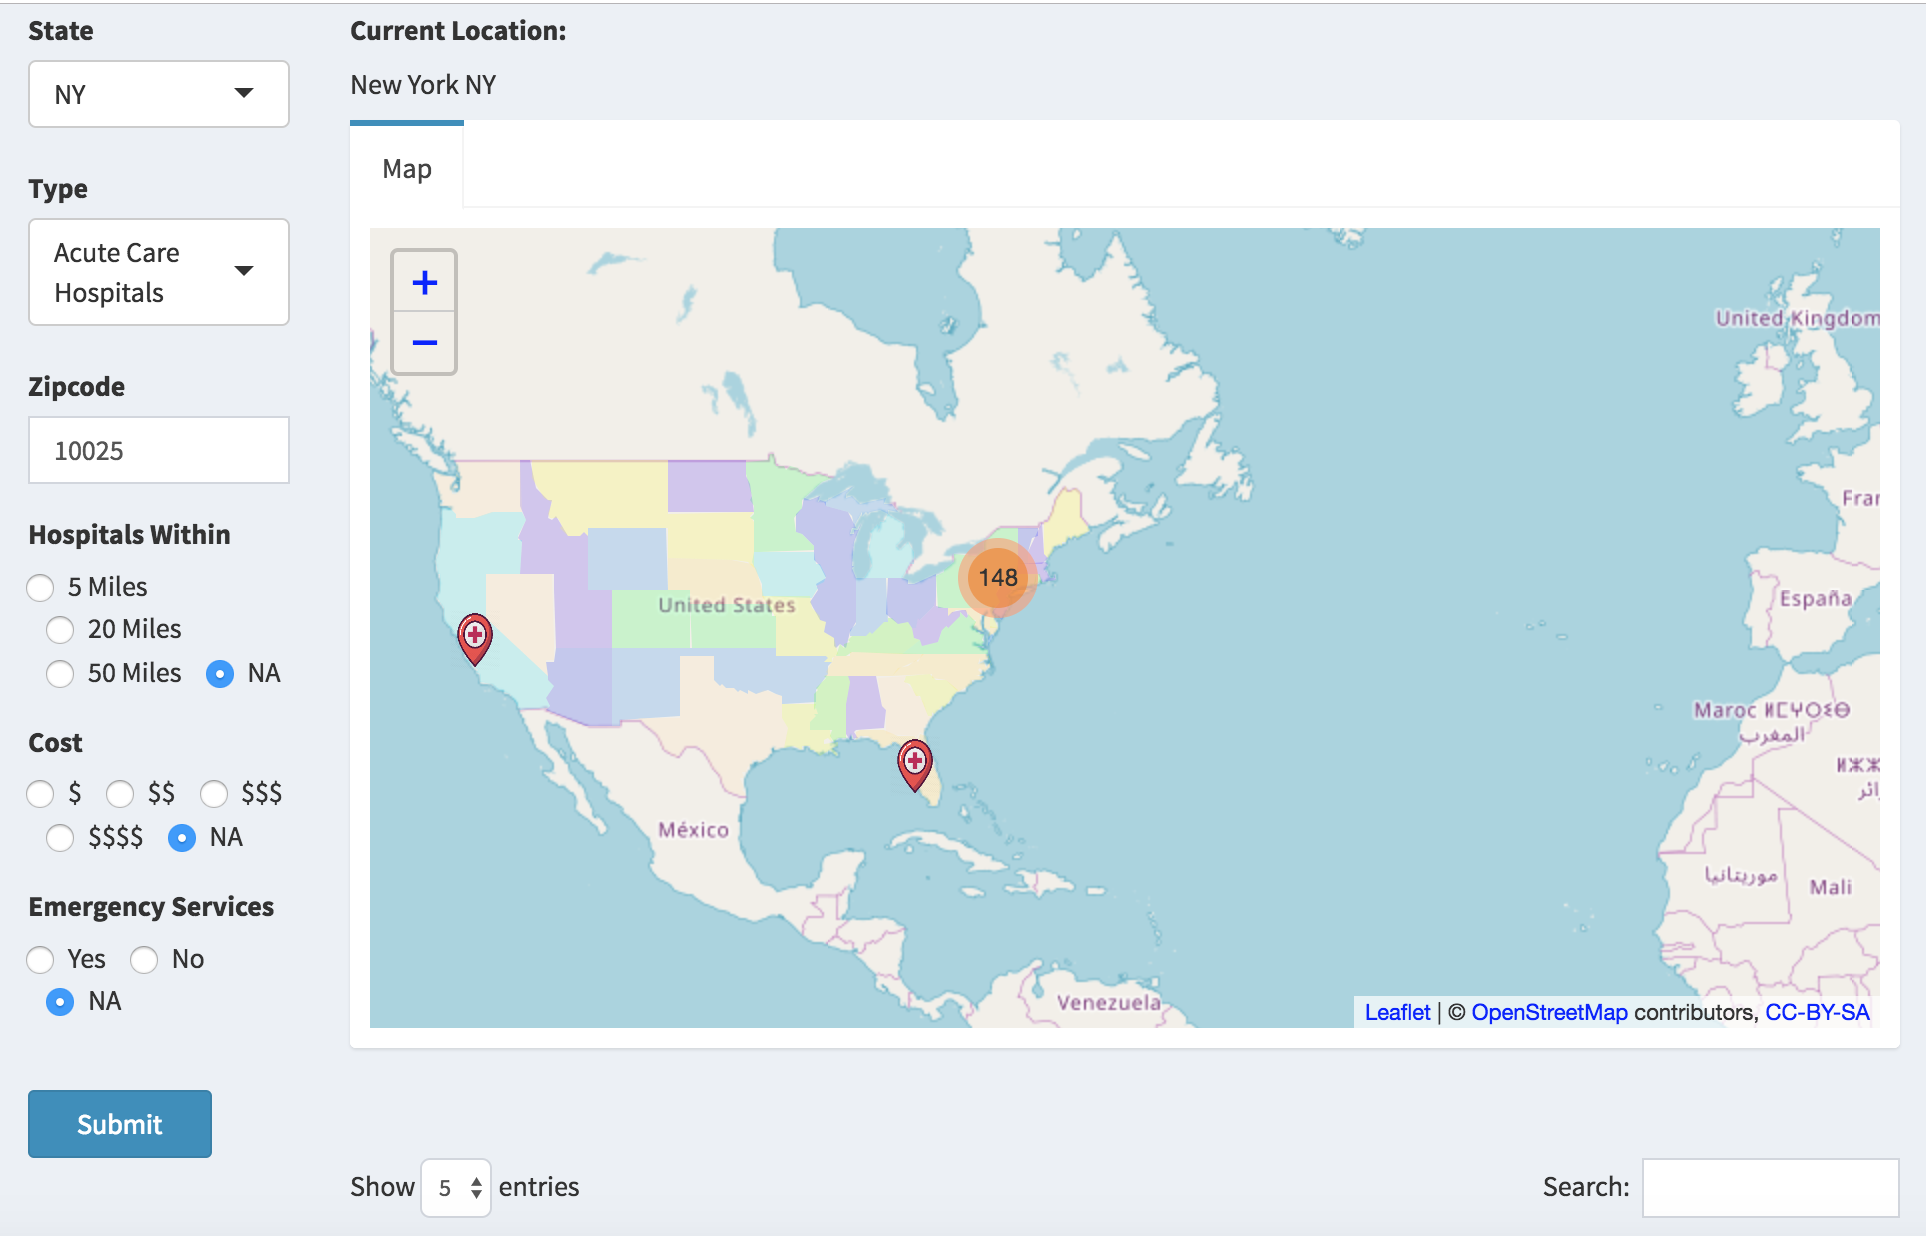 State
NY
Type
Acute Care
Hospitals
Zipcode
10025
Hospitals Within
5 Miles
20 Miles
50 Miles NA
Cost
$ $$ $$$
$$$$ NA
Emergency Services
Yes No
NA
Submit
Current Location:
New York NY
Map
+
−
United Kingdom
Fran
148
United States
España
Maroc ⵍⵎⵖⵔⵉⴱ
المغرب
México
موريتانيا
Mali
Venezuela
Leaflet | © OpenStreetMap contributors, CC-BY-SA
Show 5 entries
Search: